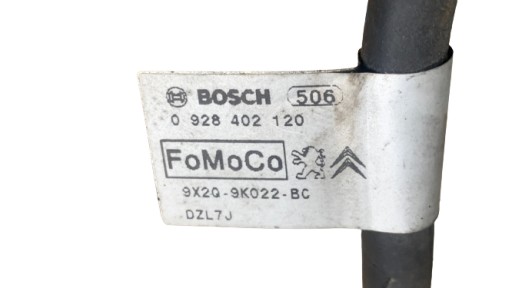 BOSCH 506
0 928 402 120
FoMoCo
9X2Q-9K022-BC
DZL7J